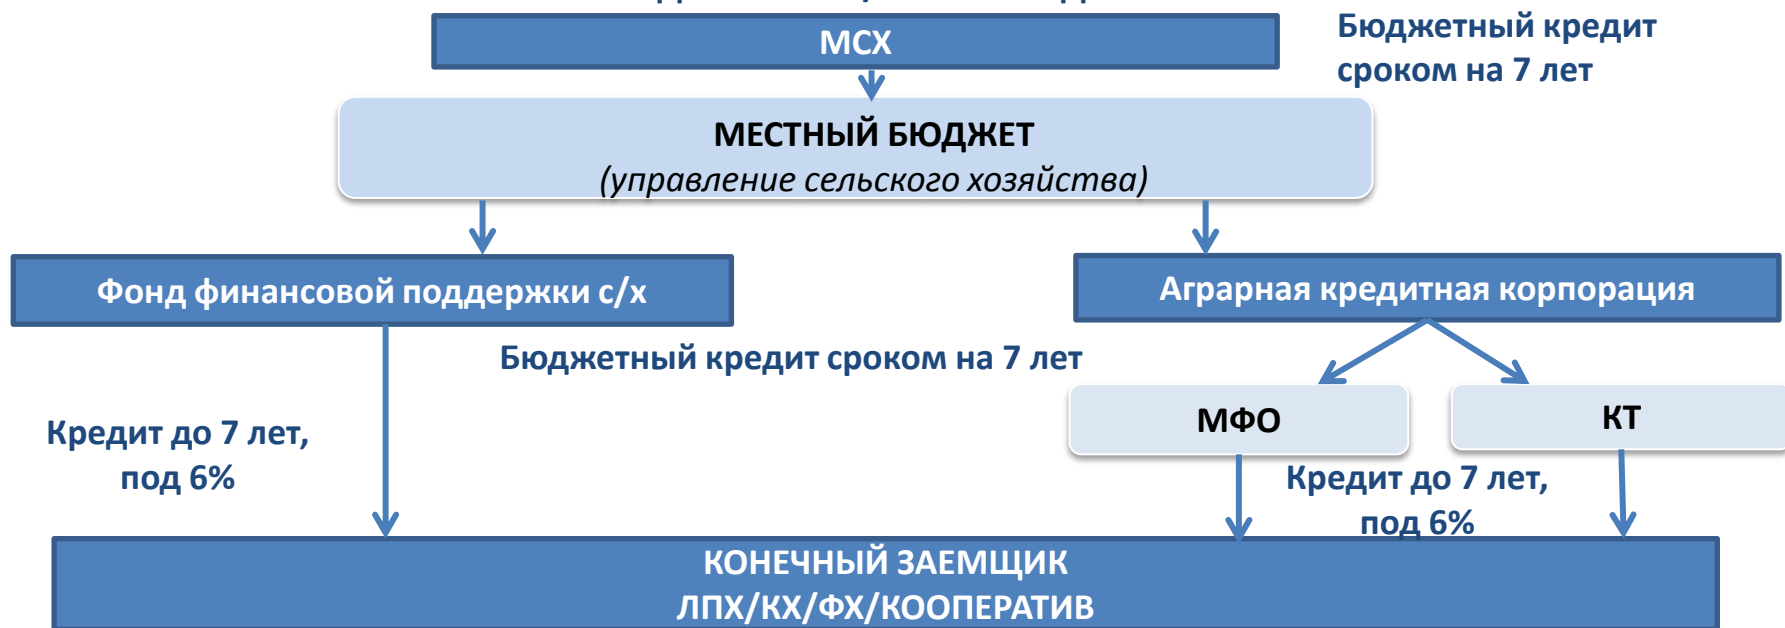 МСХ
Бюджетный кредит
сроком на 7 лет
МЕСТНЫЙ БЮДЖЕТ
(управление сельского хозяйства)
Фонд финансовой поддержки с/х
Аграрная кредитная корпорация
Бюджетный кредит сроком на 7 лет
МФО
КТ
Кредит до 7 лет,
под 6%
Кредит до 7 лет,
под 6%
КОНЕЧНЫЙ ЗАЕМЩИК
ЛПХ/КХ/ФХ/КООПЕРАТИВ